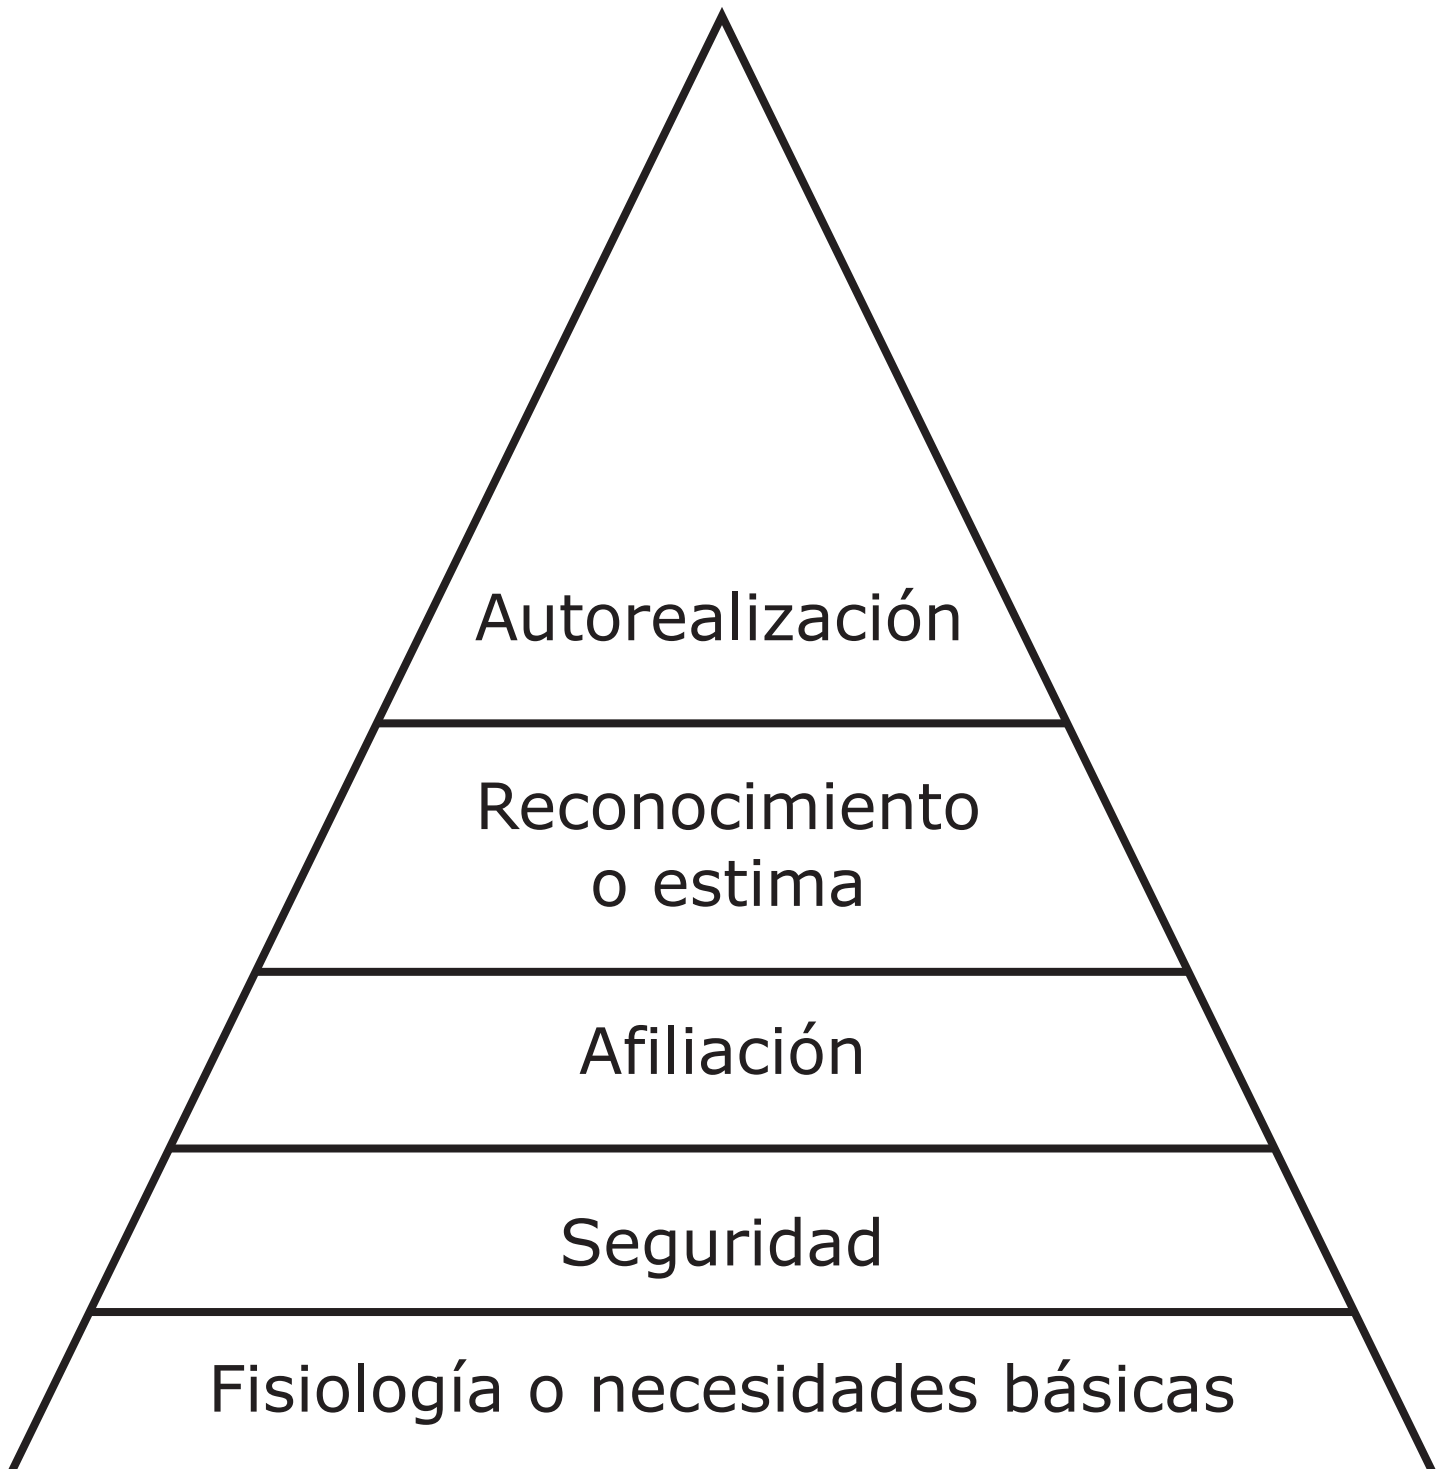 Autorealización
Reconocimiento
o estima
Afiliación
Seguridad
Fisiología o necesidades básicas